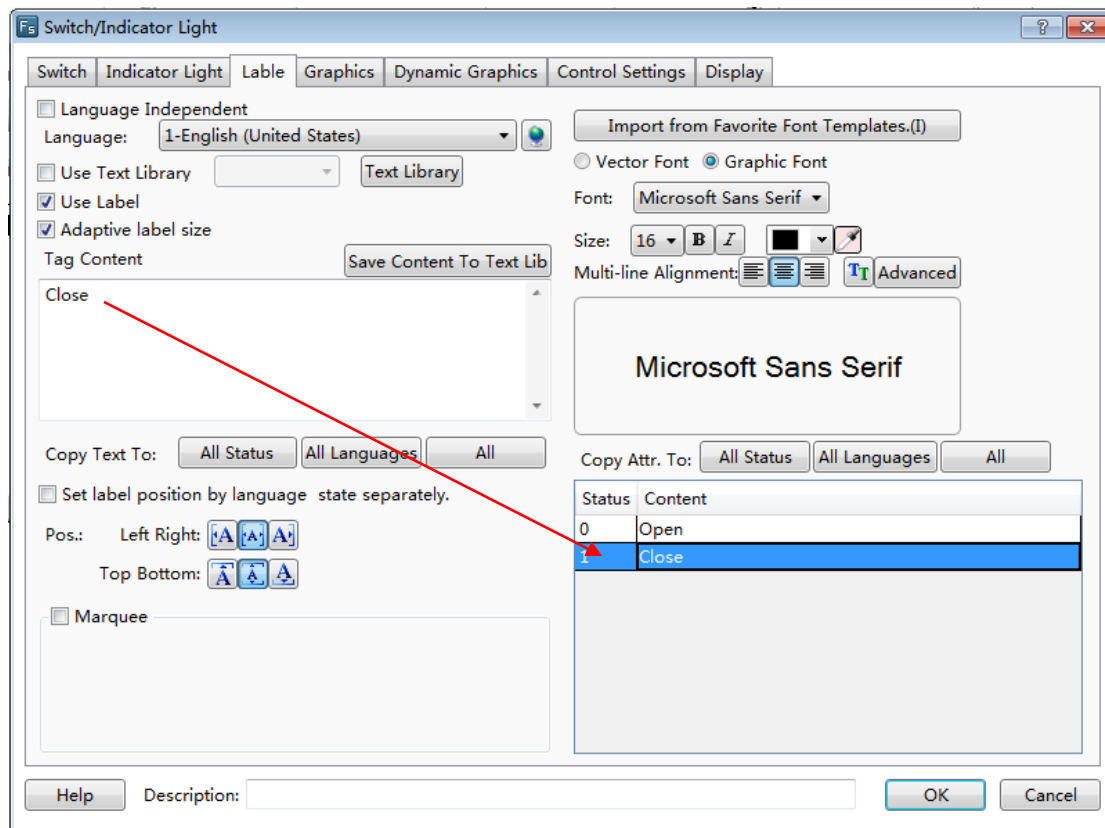 Fs Switch/Indicator Light ?
Switch Indicator Light Lable Graphics Dynamic Graphics Control Settings Display
Language Independent
Language: 1-English (United States)
Use Text Library Text Library
Use Label
Adaptive label size
Tag Content Save Content To Text Lib
Close
Copy Text To: All Status All Languages All
Set label position by language state separately.
Pos.: Left Right: A A A
Top Bottom: A A A
Marquee
Import from Favorite Font Templates.(I)
Vector Font Graphic Font
Font: Microsoft Sans Serif
Size: 16 B I
Multi-line Alignment: TT Advanced
Microsoft Sans Serif
Copy Attr. To: All Status All Languages All
Status Content
0 Open
1 Close
Help Description: OK Cancel